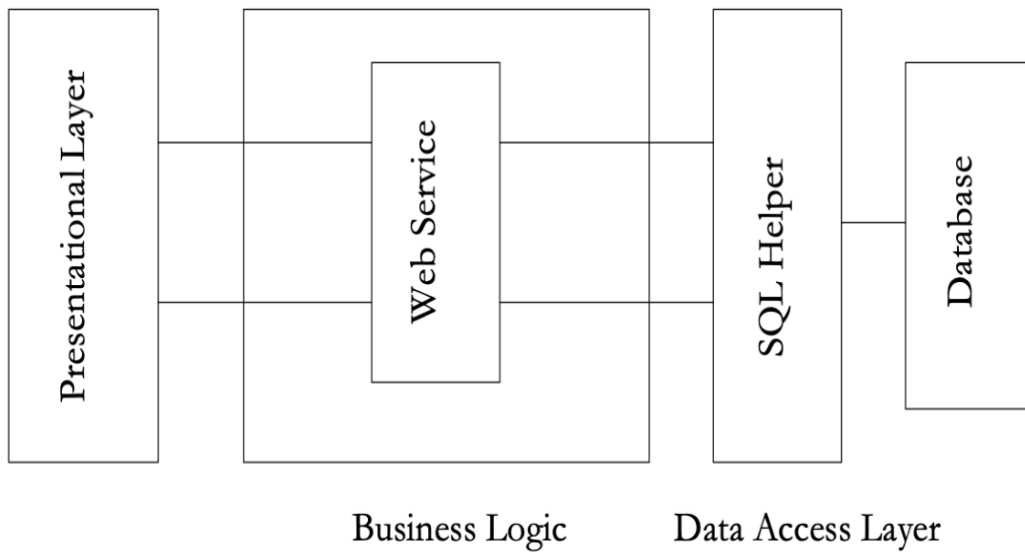 Presentational Layer
Web Service
SQL Helper
Database
Business Logic
Data Access Layer